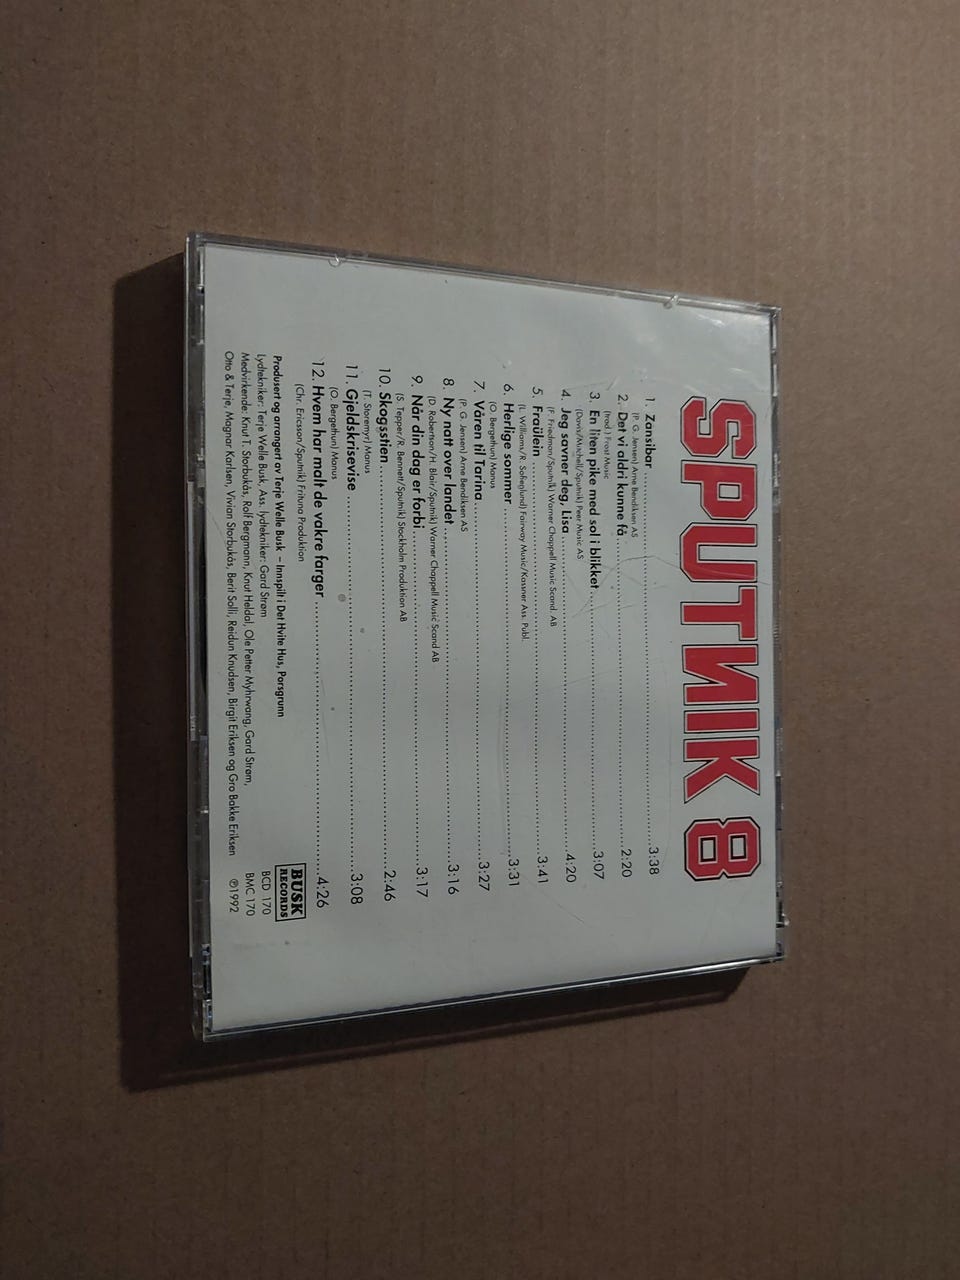 SPUTNIK 8
1. Zansibar ........ 3:38
(P. G. Jensen) Arne Bendiksen AS
2. Det vi aldri kunne få ........ 2:20
(trad.) Frost Music
3. En liten pike med sol i blikket ........ 3:07
(Davis/Mitchell/Sputnik) Peer Music AS
4. Jeg savner deg, Lisa ........ 4:20
(F. Friedman/Sputnik) Warner Chappell Music Scand. AB
5. Fraülein ........ 3:41
(L. Williams/R. Søfteglund) Fairway Music/Kassner Ass. Publ.
6. Herlige sommer ........ 3:31
(O. Bergethun) Manus
7. Våren til Tarina ........ 3:27
(P. G. Jensen) Arne Bendiksen AS
8. Ny natt over landet ........ 3:16
(D. Robertson/H. Blair/Sputnik) Warner Chappell Music Scand AB
9. Når din dag er forbi ........ 3:17
(S. Tepper/R. Bennett/Sputnik) Stockholm Produktion AB
10. Skogsstien ........ 2:46
(T. Storemyr) Manus
11. Gjeldskrisevise ........ 3:08
(O. Bergethun) Manus
12. Hvem har malt de vakre farger ........ 4:26
(Chr. Ericsson/Sputnik) Frihna Produktion
Produsert og arrangert av Terje Welle Busk – Innspilt i Det Hvite Hus, Porsgrunn
Lydtekniker: Terje Welle Busk, Ass. lydtekniker: Gard Strøm
Medvirkende: Knut T. Storbukås, Rolf Bergmann, Knut Heldal, Ole Petter Myhrwang, Gard Strøm,
Otto & Terje, Magnar Karlsen, Vivian Storbukås, Berit Solli, Reidun Knudsen, Birgit Eriksen og Gro Bakke Eriksen
BUSK
RECORDS
BCD 170
BMC 170
℗1992